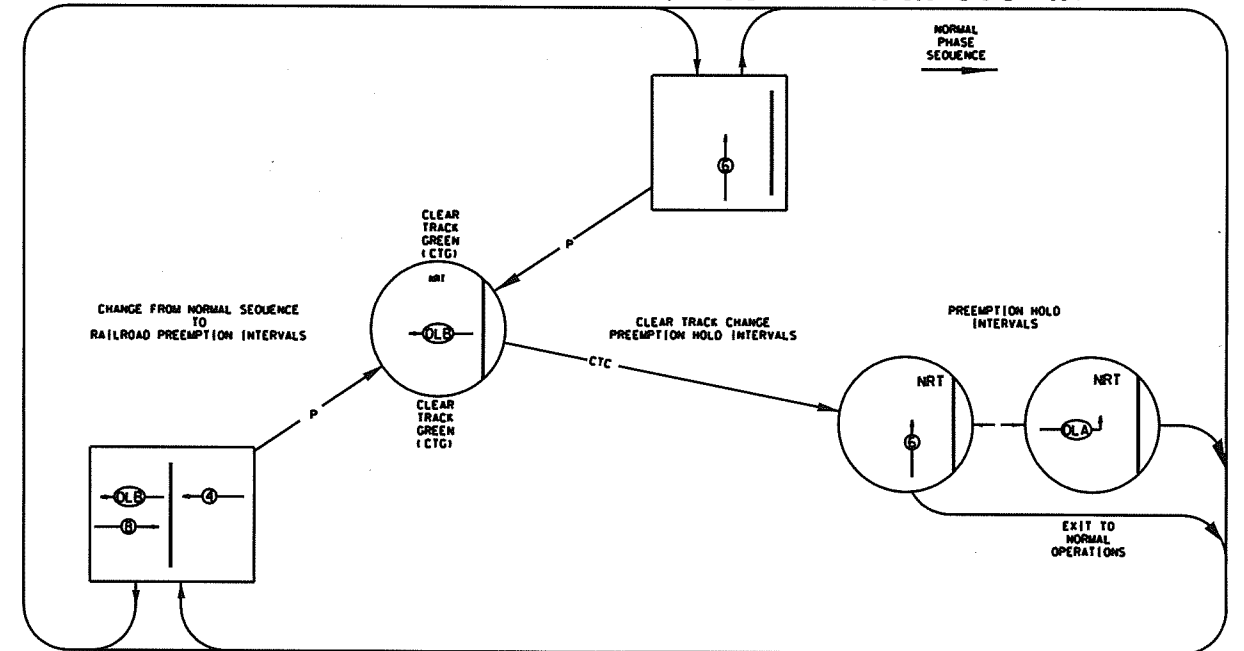 NORMAL
PHASE
SEQUENCE
6
P
CLEAR
TRACK
GREEN
(CTG)
NRT
OLB
CLEAR
TRACK
GREEN
(CTG)
CHANGE FROM NORMAL SEQUENCE
TO
RAILROAD PREEMPTION INTERVALS
CLEAR TRACK CHANGE
PREEMPTION HOLD INTERVALS
PREEMPTION HOLD
INTERVALS
CTC
NRT
6
NRT
OLA
P
OLB
4
8
EXIT TO
NORMAL
OPERATIONS